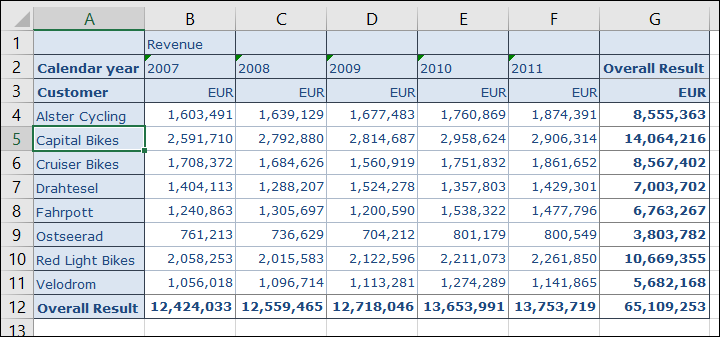 A B C D E F G
1 Revenue
2 Calendar year 2007 2008 2009 2010 2011 Overall Result
3 Customer EUR EUR EUR EUR EUR EUR
4 Alster Cycling 1,603,491 1,639,129 1,677,483 1,760,869 1,874,391 8,555,363
5 Capital Bikes 2,591,710 2,792,880 2,814,687 2,958,624 2,906,314 14,064,216
6 Cruiser Bikes 1,708,372 1,684,626 1,560,919 1,751,832 1,861,652 8,567,402
7 Drahtesel 1,404,113 1,288,207 1,524,278 1,357,803 1,429,301 7,003,702
8 Fahrpott 1,240,863 1,305,697 1,200,590 1,538,322 1,477,796 6,763,267
9 Ostseerad 761,213 736,629 704,212 801,179 800,549 3,803,782
10 Red Light Bikes 2,058,253 2,015,583 2,122,596 2,211,073 2,261,850 10,669,355
11 Velodrom 1,056,018 1,096,714 1,113,281 1,274,289 1,141,865 5,682,168
12 Overall Result 12,424,033 12,559,465 12,718,046 13,653,991 13,753,719 65,109,253
13